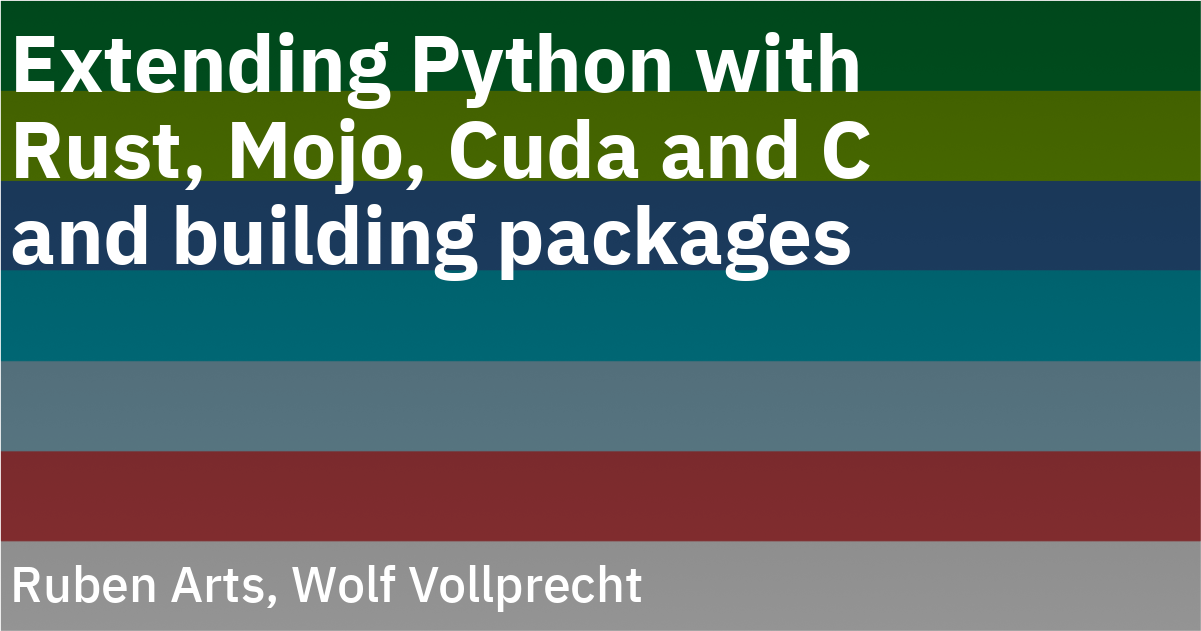 Extending Python with
Rust, Mojo, Cuda and C
and building packages
Ruben Arts, Wolf Vollprecht